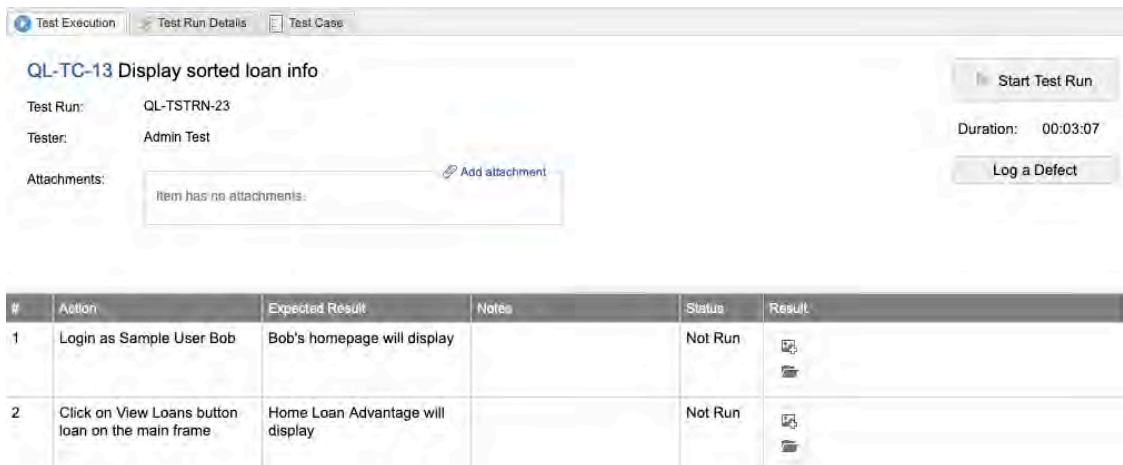 Test Execution
Test Run Details
Test Case
QL-TC-13 Display sorted loan info
Start Test Run
Test Run:
QL-TSTRN-23
Tester:
Admin Test
Duration:
00:03:07
Attachments:
Add attachment
Item has no attachments.
Log a Defect
# Action Expected Result Notes Status Result
1 Login as Sample User Bob Bob's homepage will display Not Run
2 Click on View Loans button Home Loan Advantage will Not Run
loan on the main frame display